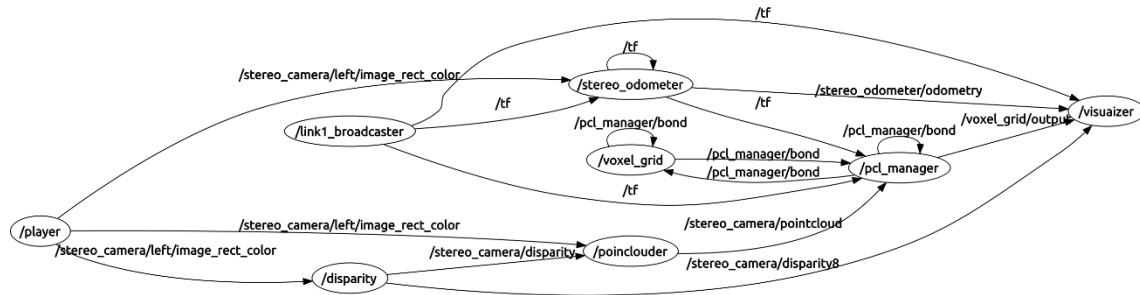 /tf
/tf
/stereo_camera/left/image_rect_color
/stereo_odometer
/stereo_odometer/odometry
/tf
/tf
/visuaizer
/link1_broadcaster
/pcl_manager/bond
/voxel_grid/output
/pcl_manager/bond
/voxel_grid
/pcl_manager/bond
/pcl_manager/bond
/pcl_manager
/tf
/player
/stereo_camera/left/image_rect_color
/stereo_camera/pointcloud
/stereo_camera/left/image_rect_color
/stereo_camera/disparity
/poinclouder
/stereo_camera/disparity8
/disparity